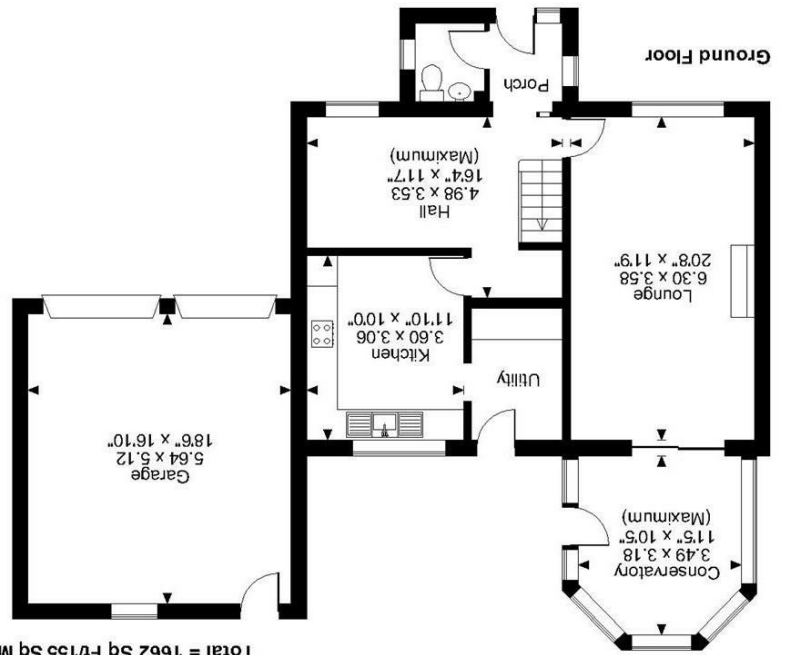 Total = 1662 Sq Ft/155 Sq M
Conservatory
3.49 x 3.18
11'5" x 10'5"
(Maximum)
Garage
5.64 x 5.12
18'6" x 16'10"
Utility
Kitchen
3.60 x 3.06
11'10" x 10'0"
Lounge
6.30 x 3.58
20'8" x 11'9"
Hall
4.98 x 3.53
16'4" x 11'7"
(Maximum)
Porch
Ground Floor